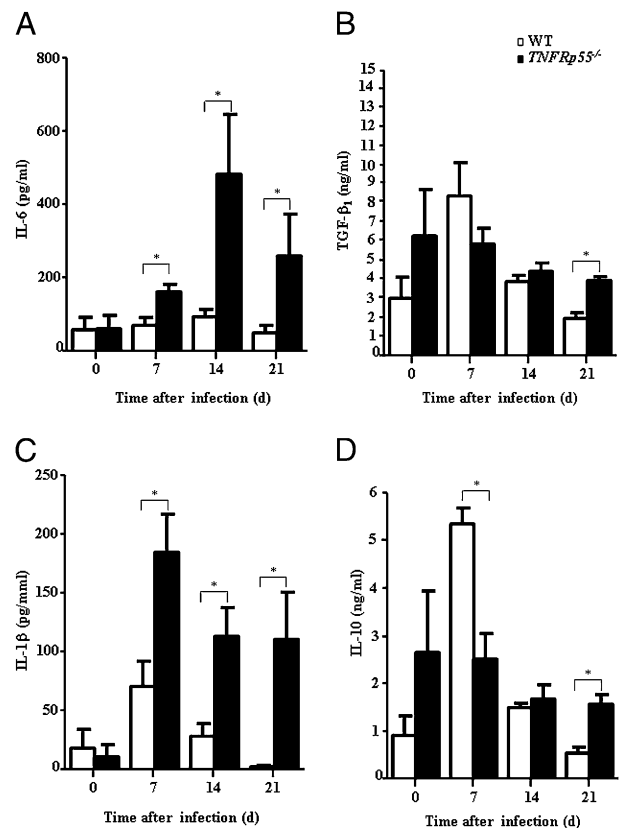 A
IL-6 (pg/ml)
800
600
400
200
0
*
*
*
0 7 14 21
Time after infection (d)
B
WT
TNFRp55-/-
TGF-β1 (ng/ml)
15
14
13
12
11
10
9
8
7
6
5
4
3
2
1
0
*
0 7 14 21
Time after infection (d)
C
IL-1β (pg/mml)
250
200
150
100
50
0
*
*
*
0 7 14 21
Time after infection (d)
D
IL-10 (ng/ml)
6
5
4
3
2
1
0
*
*
0 7 14 21
Time after infection (d)